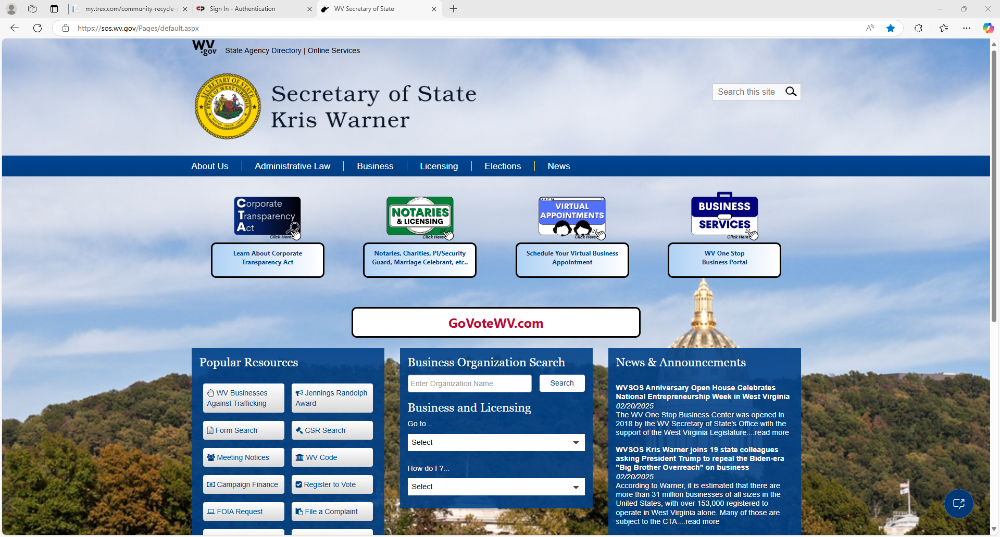 my.trex.com/community-recycle-
Sign In - Authentication
WV Secretary of State
https://sos.wv.gov/Pages/default.aspx
WV
.gov
State Agency Directory | Online Services
SECRETARY OF STATE
STATE OF WEST VIRGINIA
Secretary of State
Kris Warner
Search this site
About Us
Administrative Law
Business
Licensing
Elections
News
Corporate
Transparency
Act
Click Here
NOTARIES
& LICENSING
Click Here
VIRTUAL
APPOINTMENTS
Click Here
BUSINESS
SERVICES
Click Here
Learn About Corporate
Transparency Act
Notaries, Charities, PI/Security
Guard, Marriage Celebrant, etc..
Schedule Your Virtual Business
Appointment
WV One Stop
Business Portal
GoVoteWV.com
Popular Resources
WV Businesses
Against Trafficking
Jennings Randolph
Award
Form Search
CSR Search
Meeting Notices
WV Code
Campaign Finance
Register to Vote
FOIA Request
File a Complaint
Business Organization Search
Enter Organization Name
Search
Business and Licensing
Go to...
Select
How do I ?...
Select
News & Announcements
WVSOS Anniversary Open House Celebrates
National Entrepreneurship Week in West Virginia
02/20/2025
The WV One Stop Business Center was opened in
2018 by the WV Secretary of State's Office with the
support of the West Virginia Legislature....read more
WVSOS Kris Warner joins 19 state colleagues
asking President Trump to repeal the Biden-era
"Big Brother Overreach" on business
02/20/2025
According to Warner, it is estimated that there are
more than 31 million businesses of all sizes in the
United States, with over 153,000 registered to
operate in West Virginia alone. Many of those are
subject to the CTA....read more